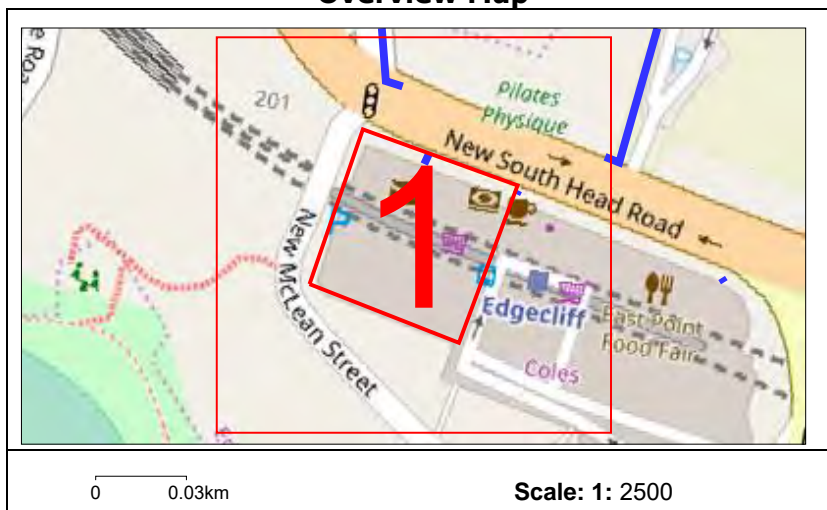 Overview Map
201
Pilates
Physique
New South Head Road
1
New McLean Street
Edgecliff
East Point
Food Fair
Coles
0 0.03km
Scale: 1: 2500